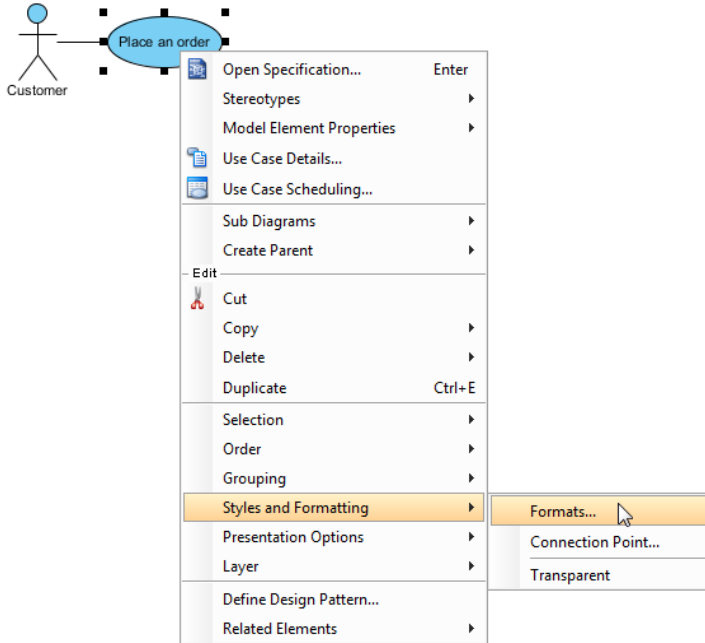 Place an order
Customer
Open Specification... Enter
Stereotypes
Model Element Properties
Use Case Details...
Use Case Scheduling...
Sub Diagrams
Create Parent
Edit
Cut
Copy
Delete
Duplicate Ctrl+E
Selection
Order
Grouping
Styles and Formatting
Formats...
Presentation Options
Connection Point...
Layer
Transparent
Define Design Pattern...
Related Elements